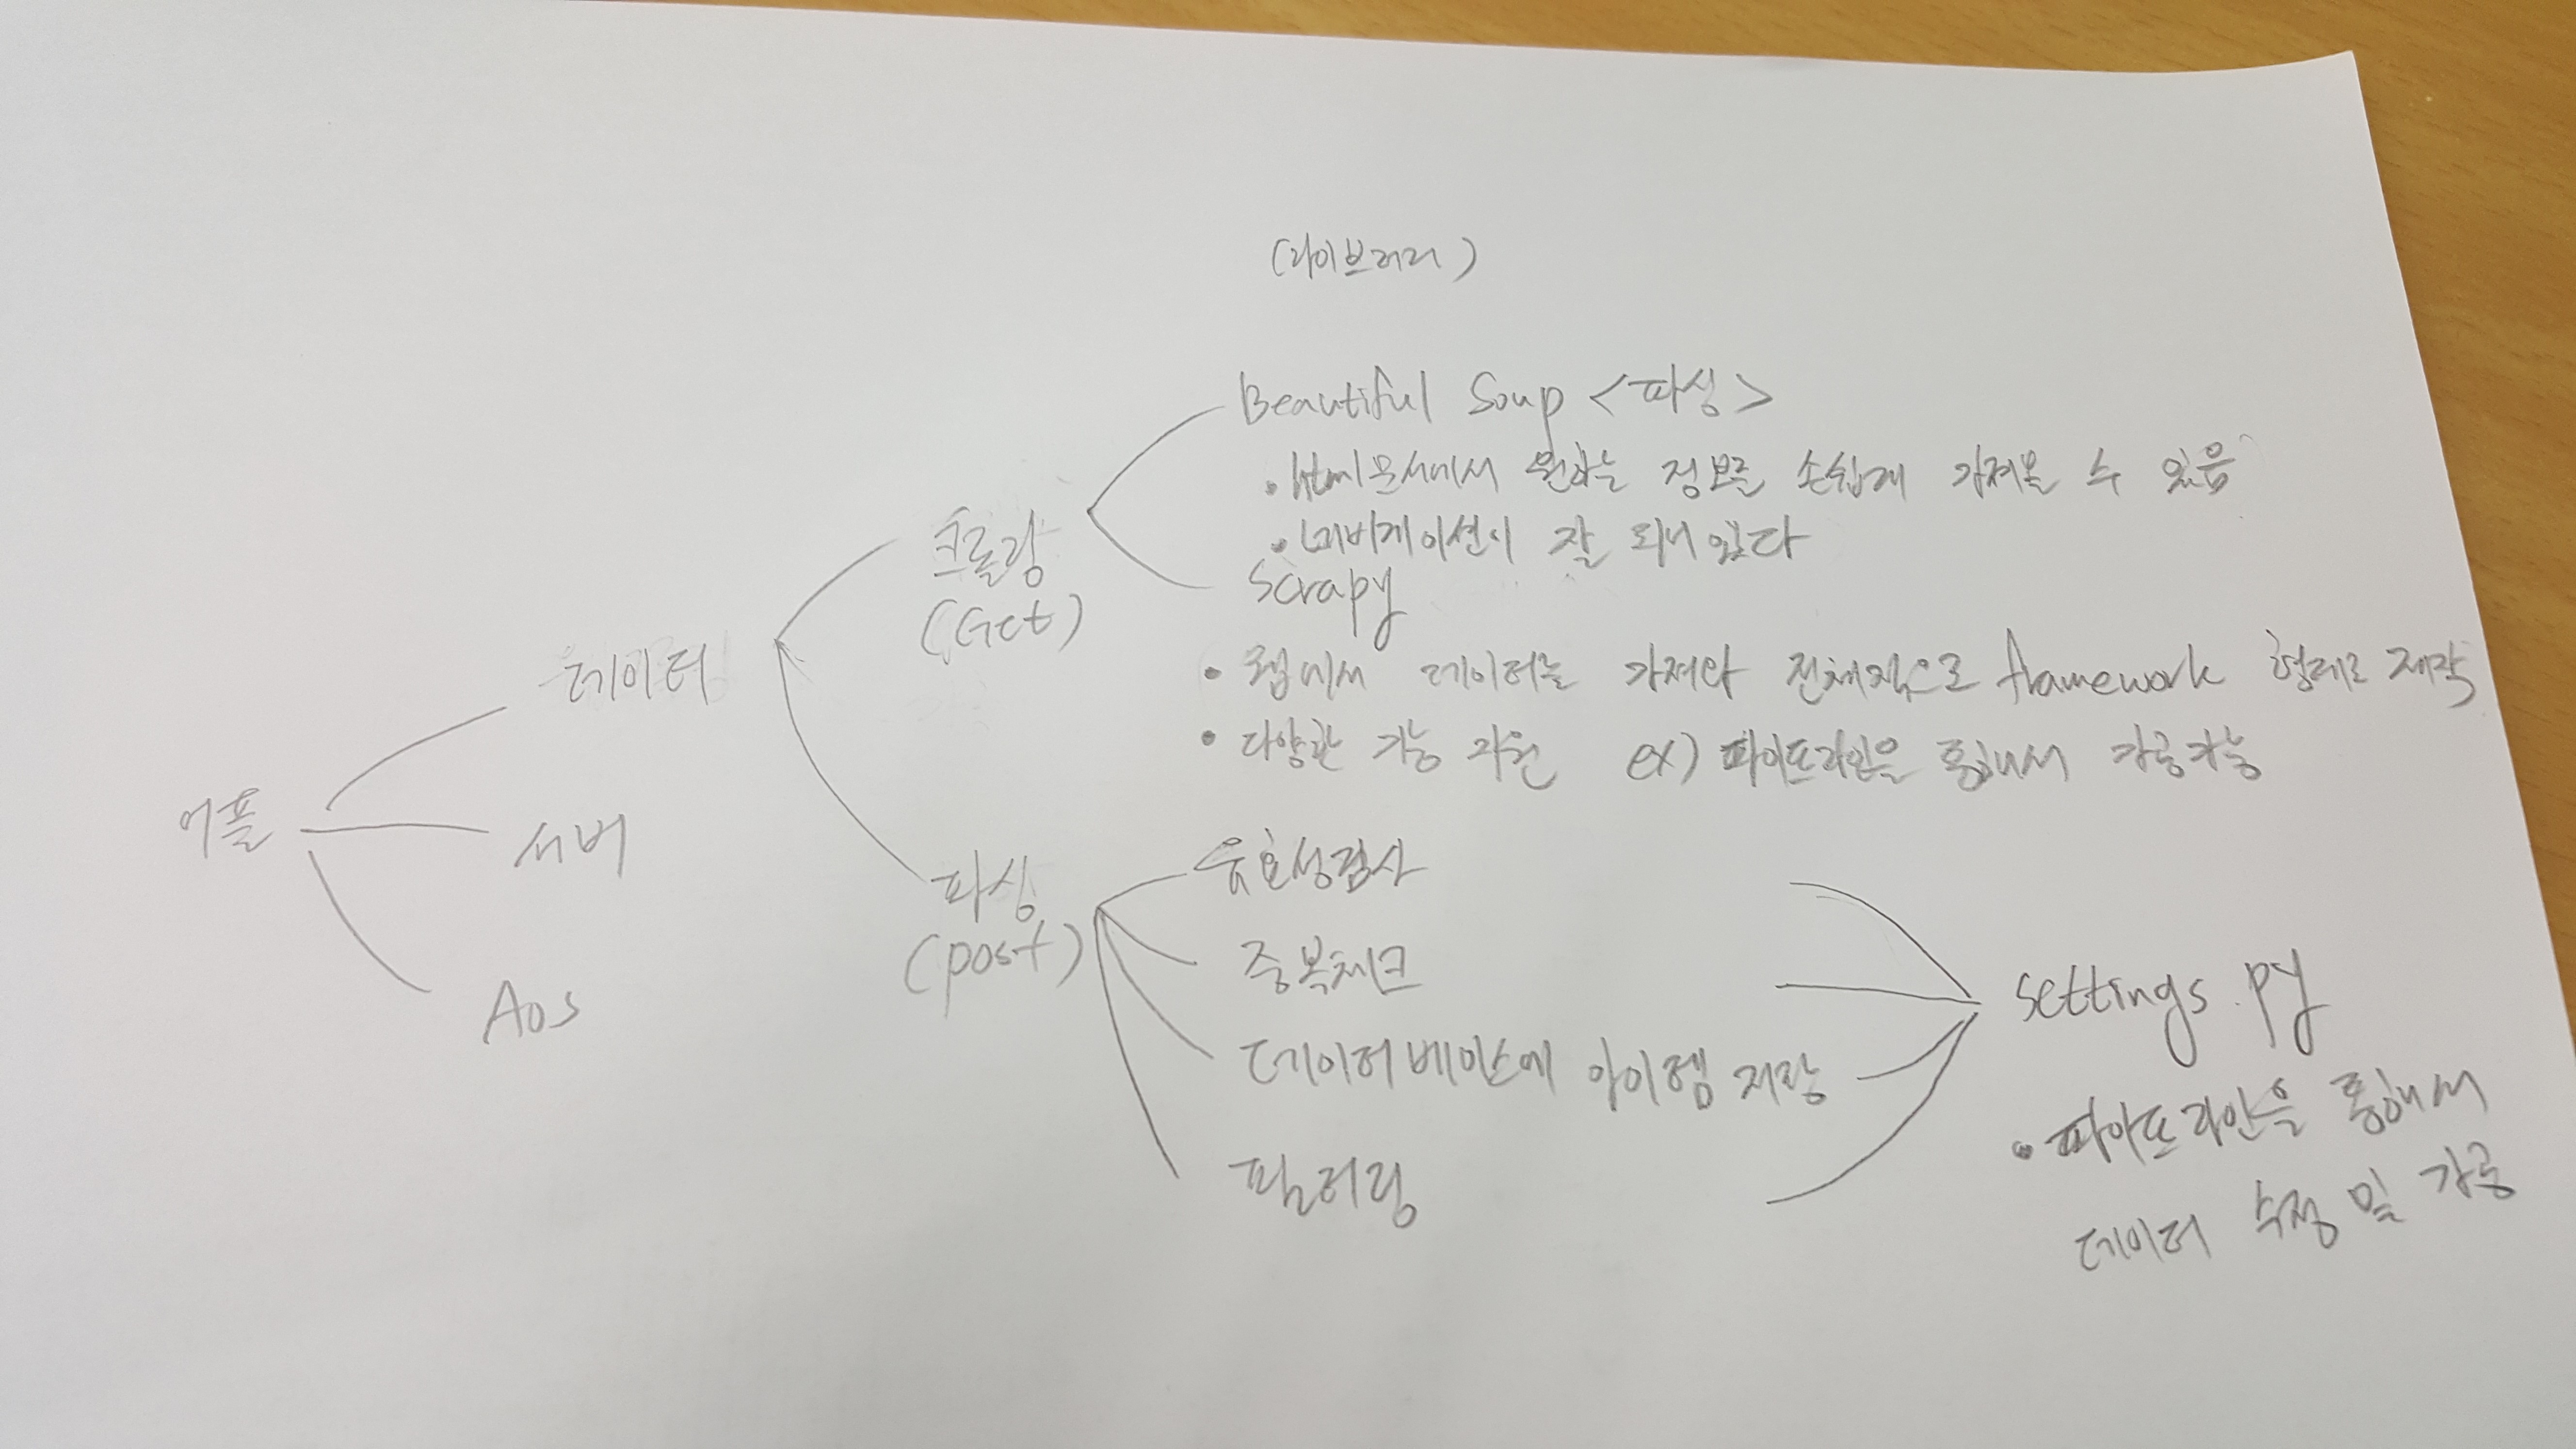 (라이브러리)
Beautiful Soup <파싱>
• html문서에서 원하는 정보를 손쉽게 가져올 수 있음
• 네비게이션이 잘 되어 있다
Scrapy
• 웹에서 데이터를 가져와 전체적으로 framework 형태로 제작
• 다양한 기능 지원 ex) 파이프라인을 통해서 가공가능
크롤링
(Get)
데이터
어플
서버
Aos
파싱
(post)
유효성검사
중복체크
데이터베이스에 아이템 저장
필터링
settings.py
• 파이프라인을 통해서
데이터 수정 및 가공